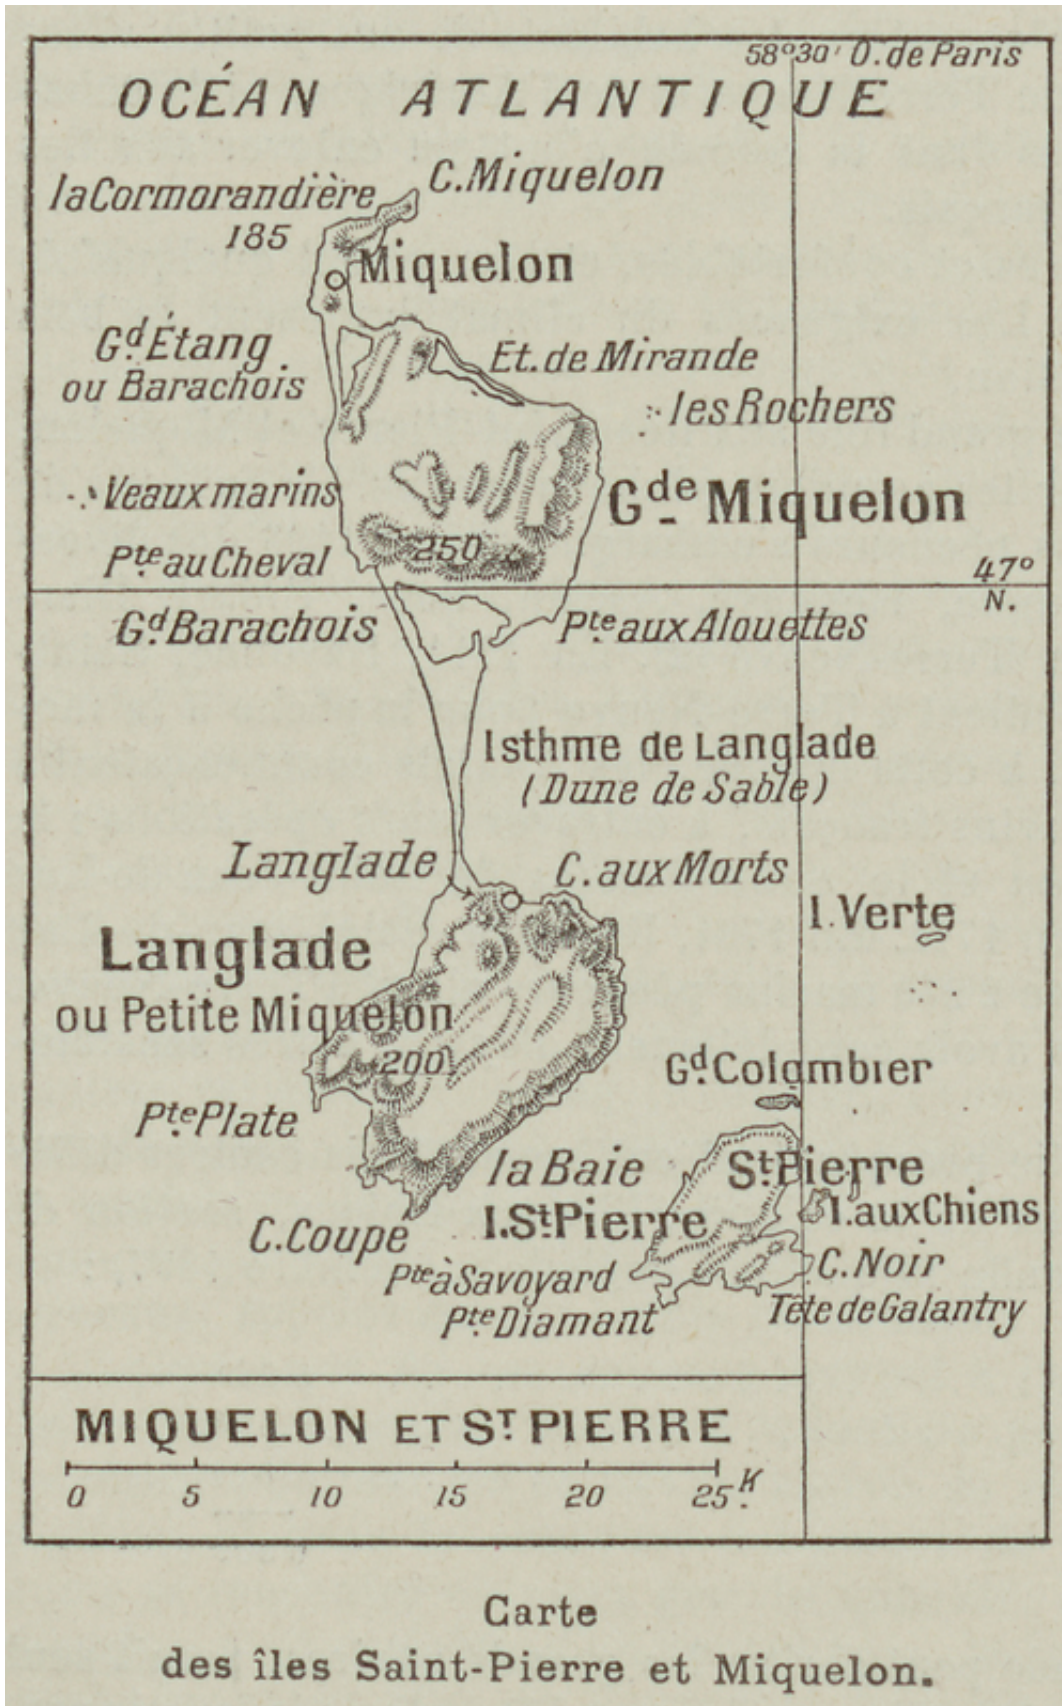 58°30' O. de Paris
OCÉAN ATLANTIQUE
C. Miquelon
la Cormorandière
185
Miquelon
Gd. Étang
ou Barachois
Et. de Mirande
les Rochers
Veaux marins
Gde Miquelon
250
Pte. au Cheval
47°
N.
Gd. Barachois
Pte. aux Alouettes
Isthme de Langlade
(Dune de Sable)
Langlade
C. aux Morts
I. Verte
Langlade
ou Petite Miquelon
200
Gd. Colombier
Pte. Plate
la Baie
St. Pierre
I. St. Pierre
I. aux Chiens
C. Coupé
C. Noir
Pte à Savoyard
Tête de Galantry
Pte. Diamant
MIQUELON ET ST. PIERRE
0 5 10 15 20 25 K.
Carte
des îles Saint-Pierre et Miquelon.